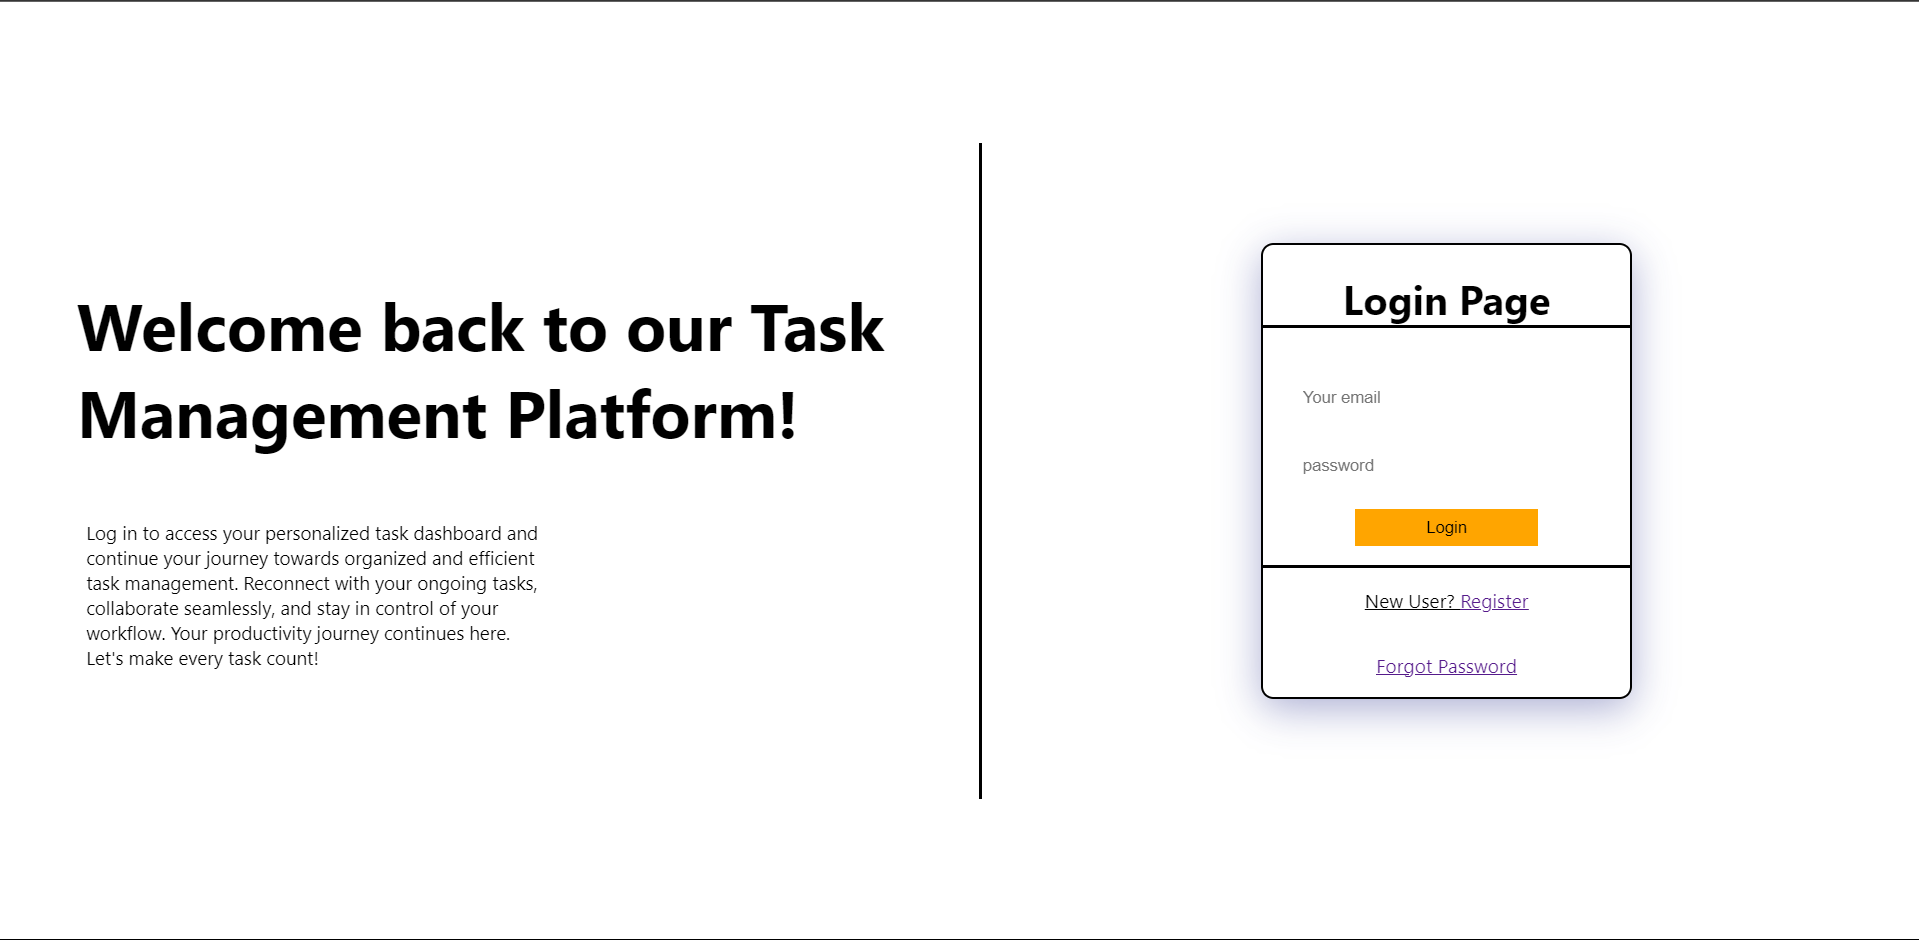 Welcome back to our Task
Management Platform!
Log in to access your personalized task dashboard and
continue your journey towards organized and efficient
task management. Reconnect with your ongoing tasks,
collaborate seamlessly, and stay in control of your
workflow. Your productivity journey continues here.
Let's make every task count!
Login Page
Your email
password
Login
New User? Register
Forgot Password